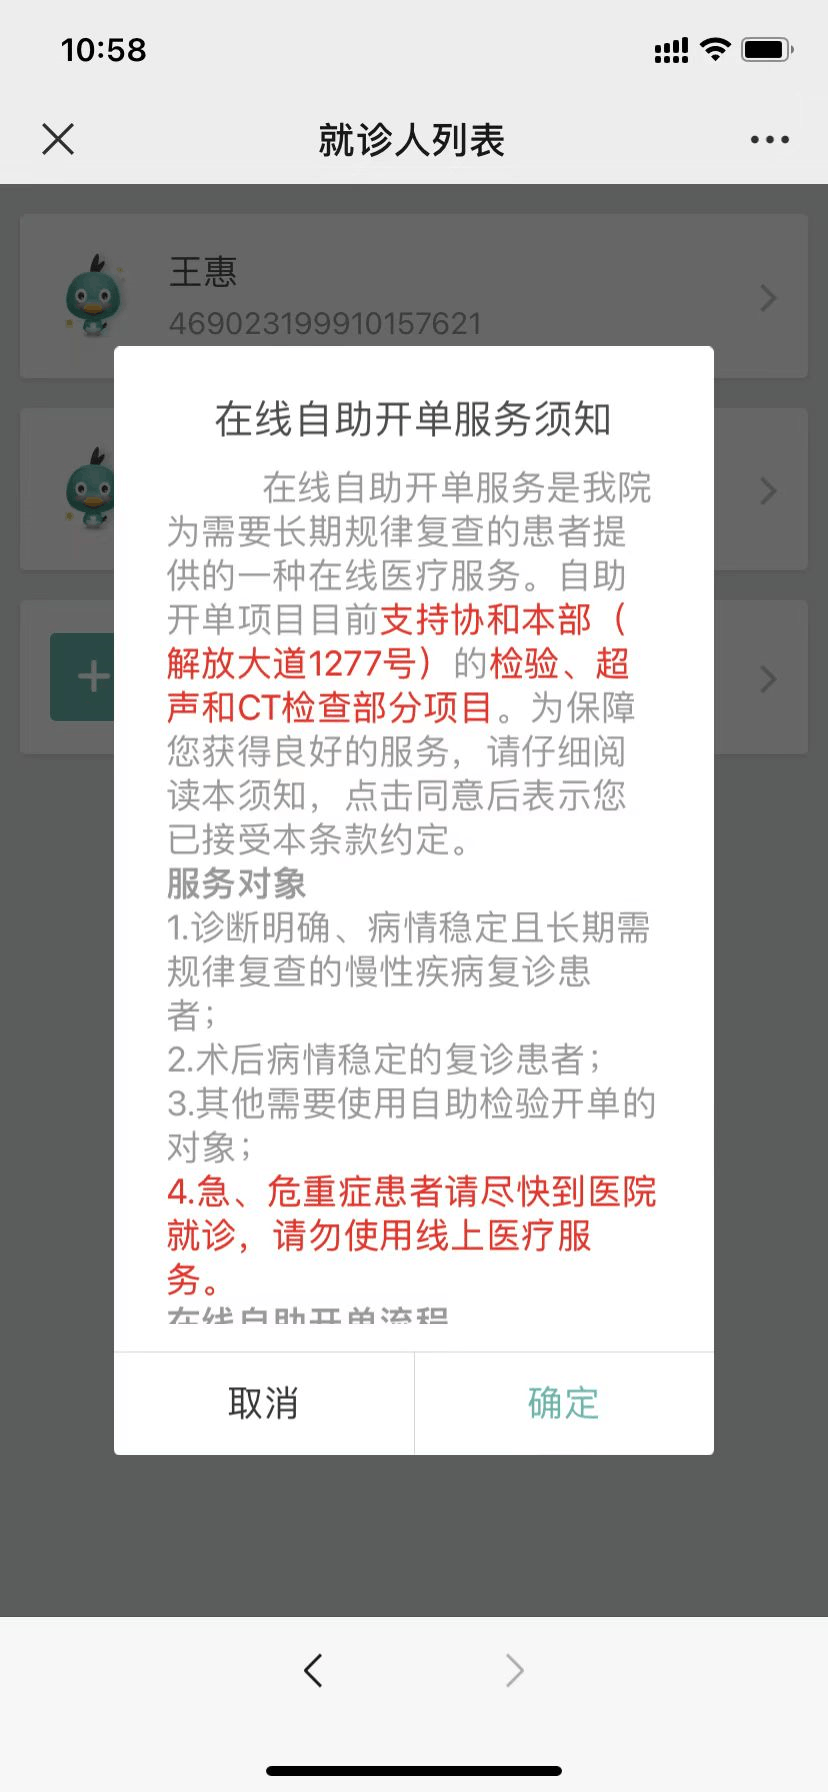 10:58
就诊人列表
王惠
469023199910157621
在线自助开单服务须知
在线自助开单服务是我院
为需要长期规律复查的患者提
供的一种在线医疗服务。自助
开单项目目前支持协和本部（
解放大道1277号）的检验、超
声和CT检查部分项目。为保障
您获得良好的服务，请仔细阅
读本须知，点击同意后表示您
已接受本条款约定。
服务对象
1.诊断明确、病情稳定且长期需
规律复查的慢性疾病复诊患
者；
2.术后病情稳定的复诊患者；
3.其他需要使用自助检验开单的
对象；
4.急、危重症患者请尽快到医院
就诊，请勿使用线上医疗服
务。
在线自助开单流程
取消
确定